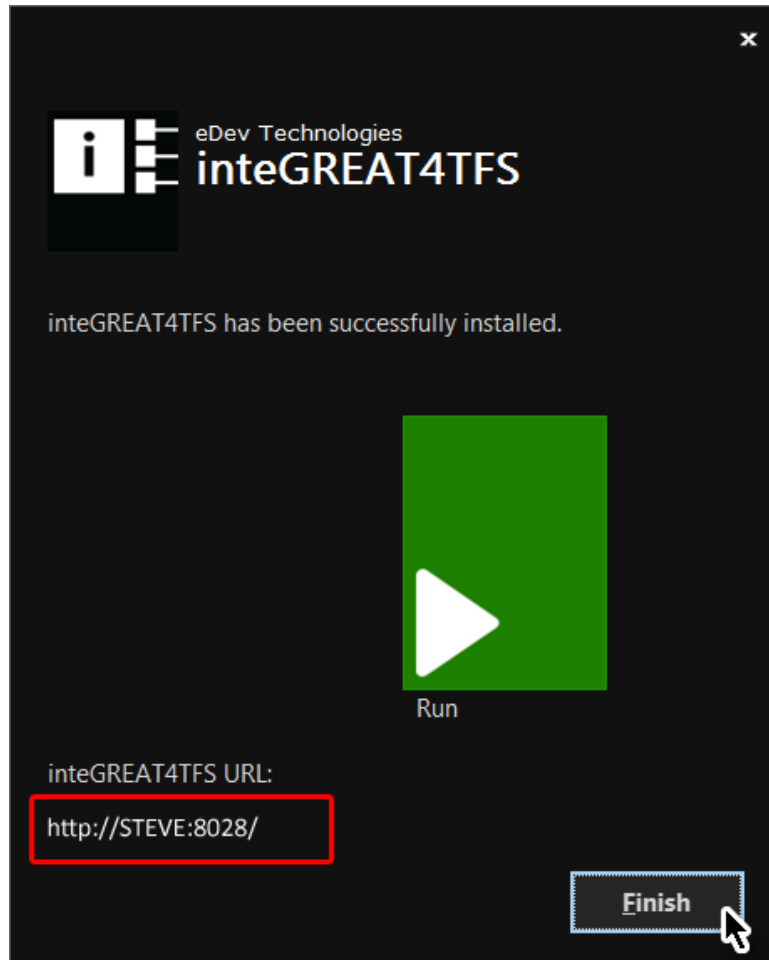 eDev Technologies
inteGREAT4TFS
inteGREAT4TFS has been successfully installed.
Run
inteGREAT4TFS URL:
http://STEVE:8028/
Finish